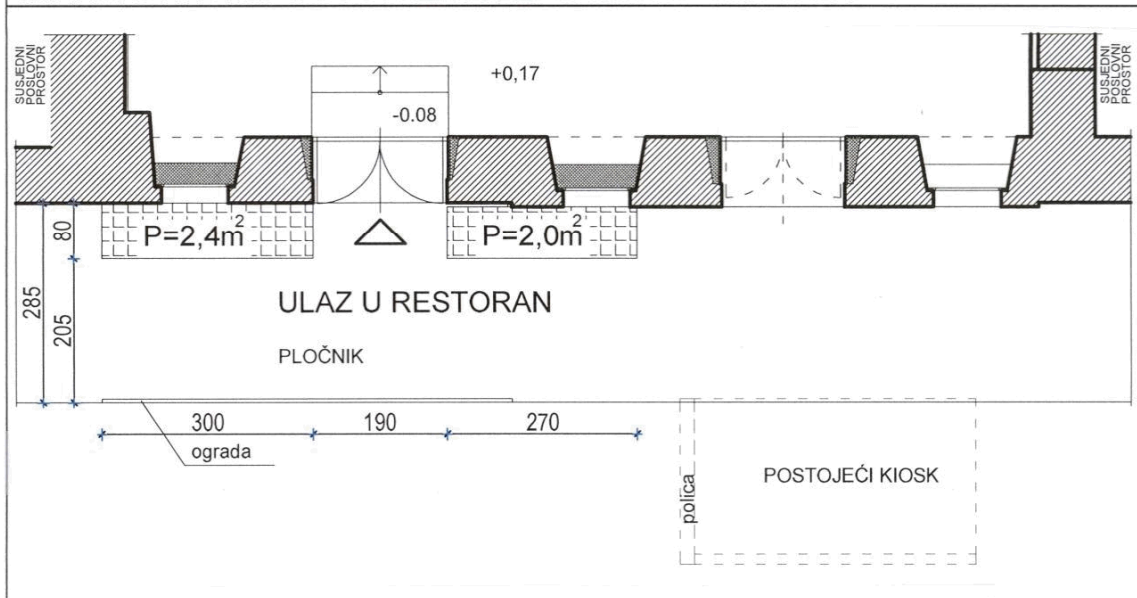 SUSJEDNI
POSLOVNI
PROSTOR
+0,17
-0.08
SUSJEDNI
POSLOVNI
PROSTOR
P=2,4m²
P=2,0m²
80
285
205
ULAZ U RESTORAN
PLOČNIK
300
190
270
ograda
polica
POSTOJEĆI KIOSK